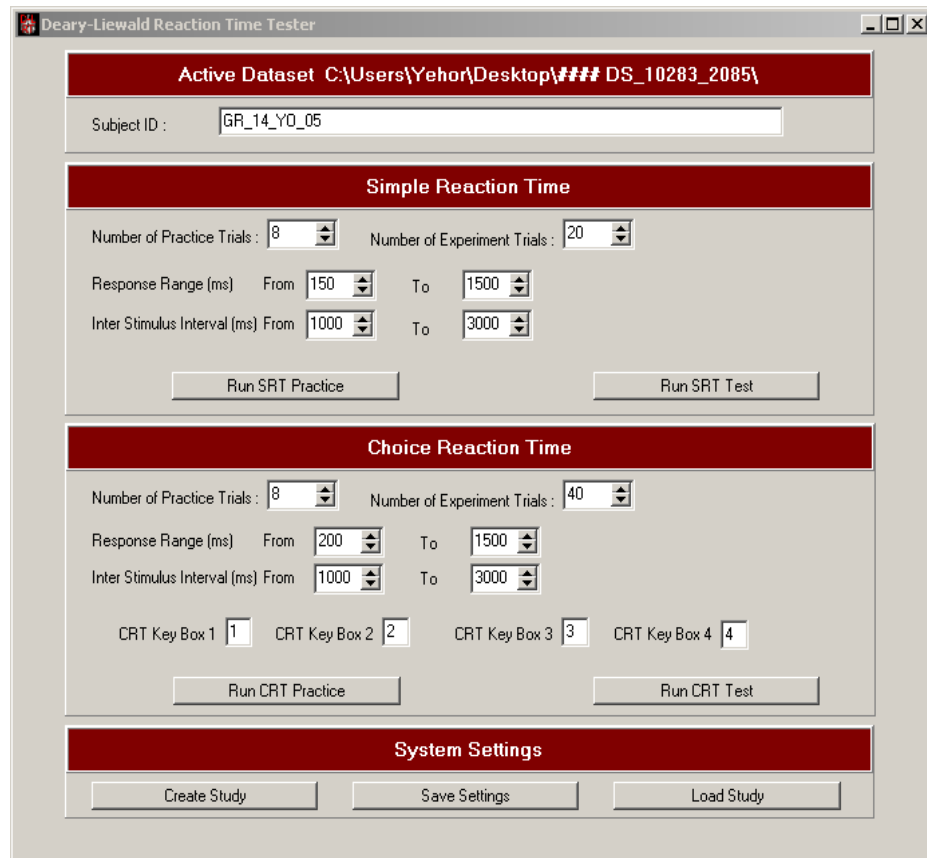 Deary-Liewald Reaction Time Tester
Active Dataset C:\Users\Yehor\Desktop\#### DS_10283_2085\
Subject ID : GR_14_YO_05
Simple Reaction Time
Number of Practice Trials : 8 Number of Experiment Trials : 20
Response Range (ms) From 150 To 1500
Inter Stimulus Interval (ms) From 1000 To 3000
Run SRT Practice Run SRT Test
Choice Reaction Time
Number of Practice Trials : 8 Number of Experiment Trials : 40
Response Range (ms) From 200 To 1500
Inter Stimulus Interval (ms) From 1000 To 3000
CRT Key Box 1 1 CRT Key Box 2 2 CRT Key Box 3 3 CRT Key Box 4 4
Run CRT Practice Run CRT Test
System Settings
Create Study Save Settings Load Study